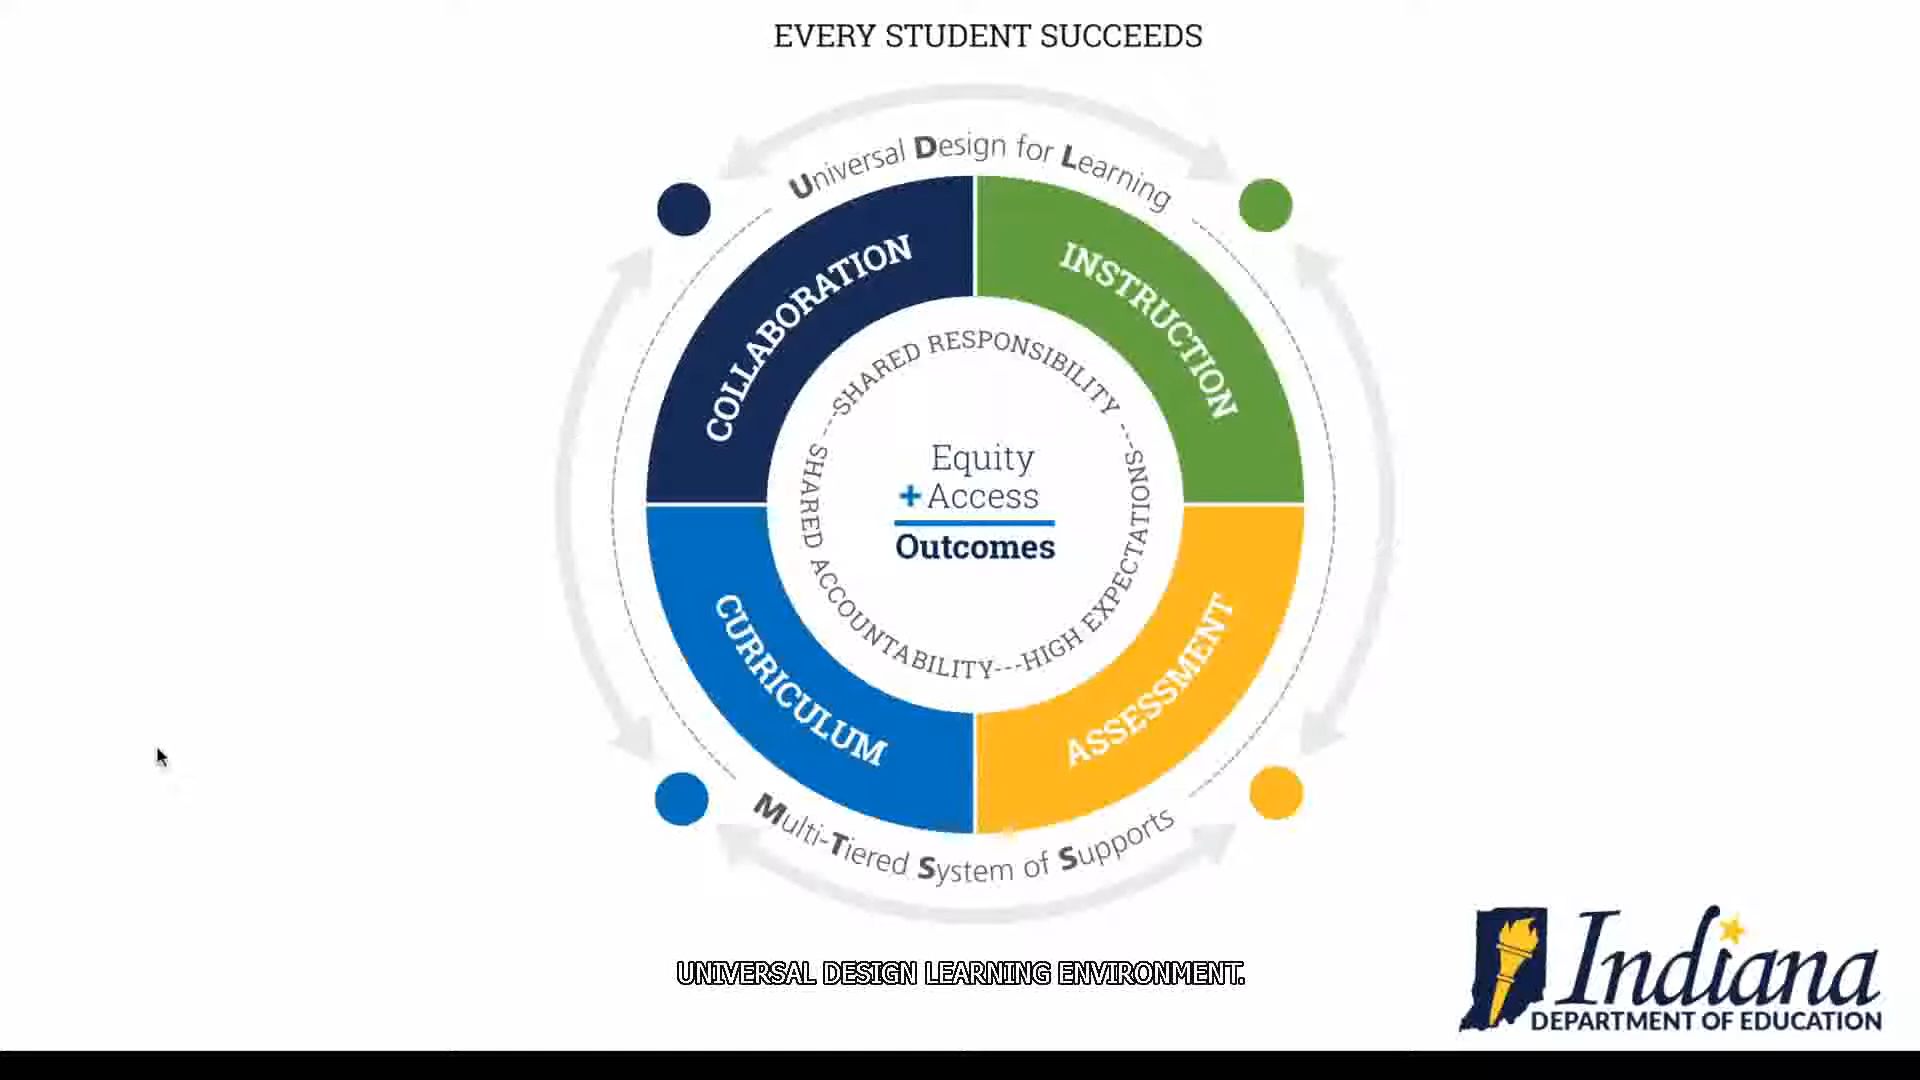 EVERY STUDENT SUCCEEDS
Universal Design for Learning
COLLABORATION
INSTRUCTION
SHARED RESPONSIBILITY ----
HIGH EXPECTATIONS
SHARED ACCOUNTABILITY---
Equity
+ Access
Outcomes
CURRICULUM
ASSESSMENT
Multi-Tiered System of Supports
UNIVERSAL DESIGN LEARNING ENVIRONMENT.
Indiana
DEPARTMENT OF EDUCATION